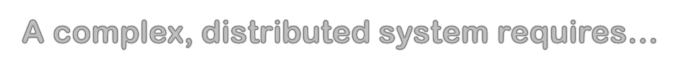 A complex, distributed system requires...